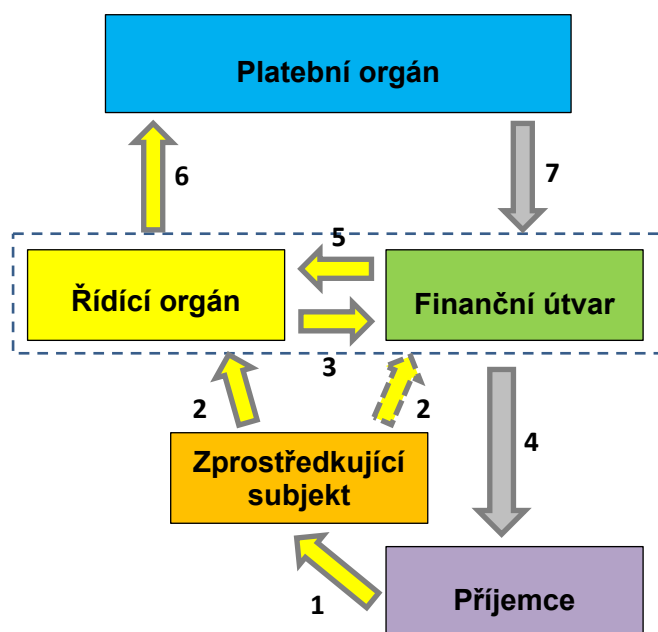 Platební orgán
6
7
5
Řídící orgán
Finanční útvar
3
2
2
4
Zprostředkující
subjekt
1
Příjemce